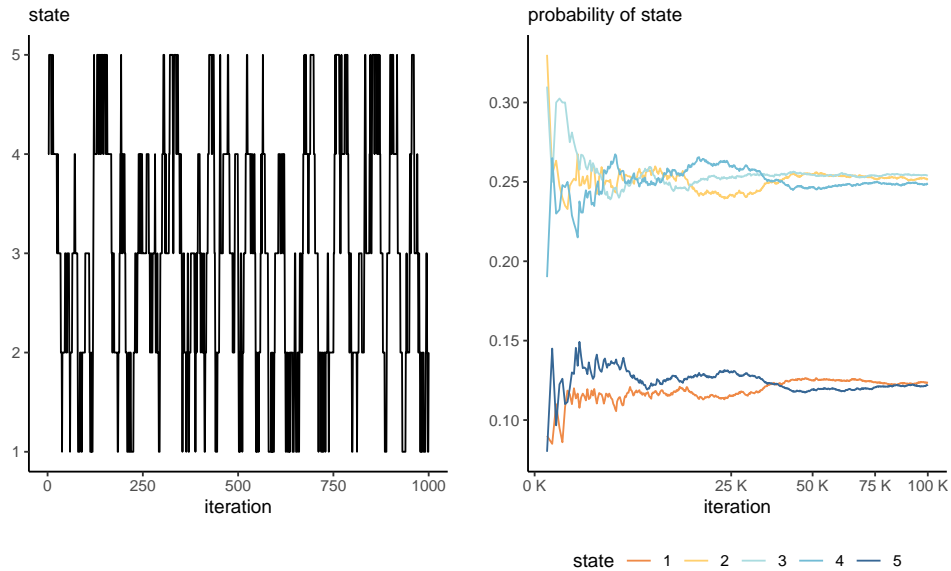 state
5
4
3
2
1
0
250
500
750
1000
iteration
probability of state
0.30
0.25
0.20
0.15
0.10
0 K
25 K
50 K
75 K
100 K
iteration
state 1 2 3 4 5